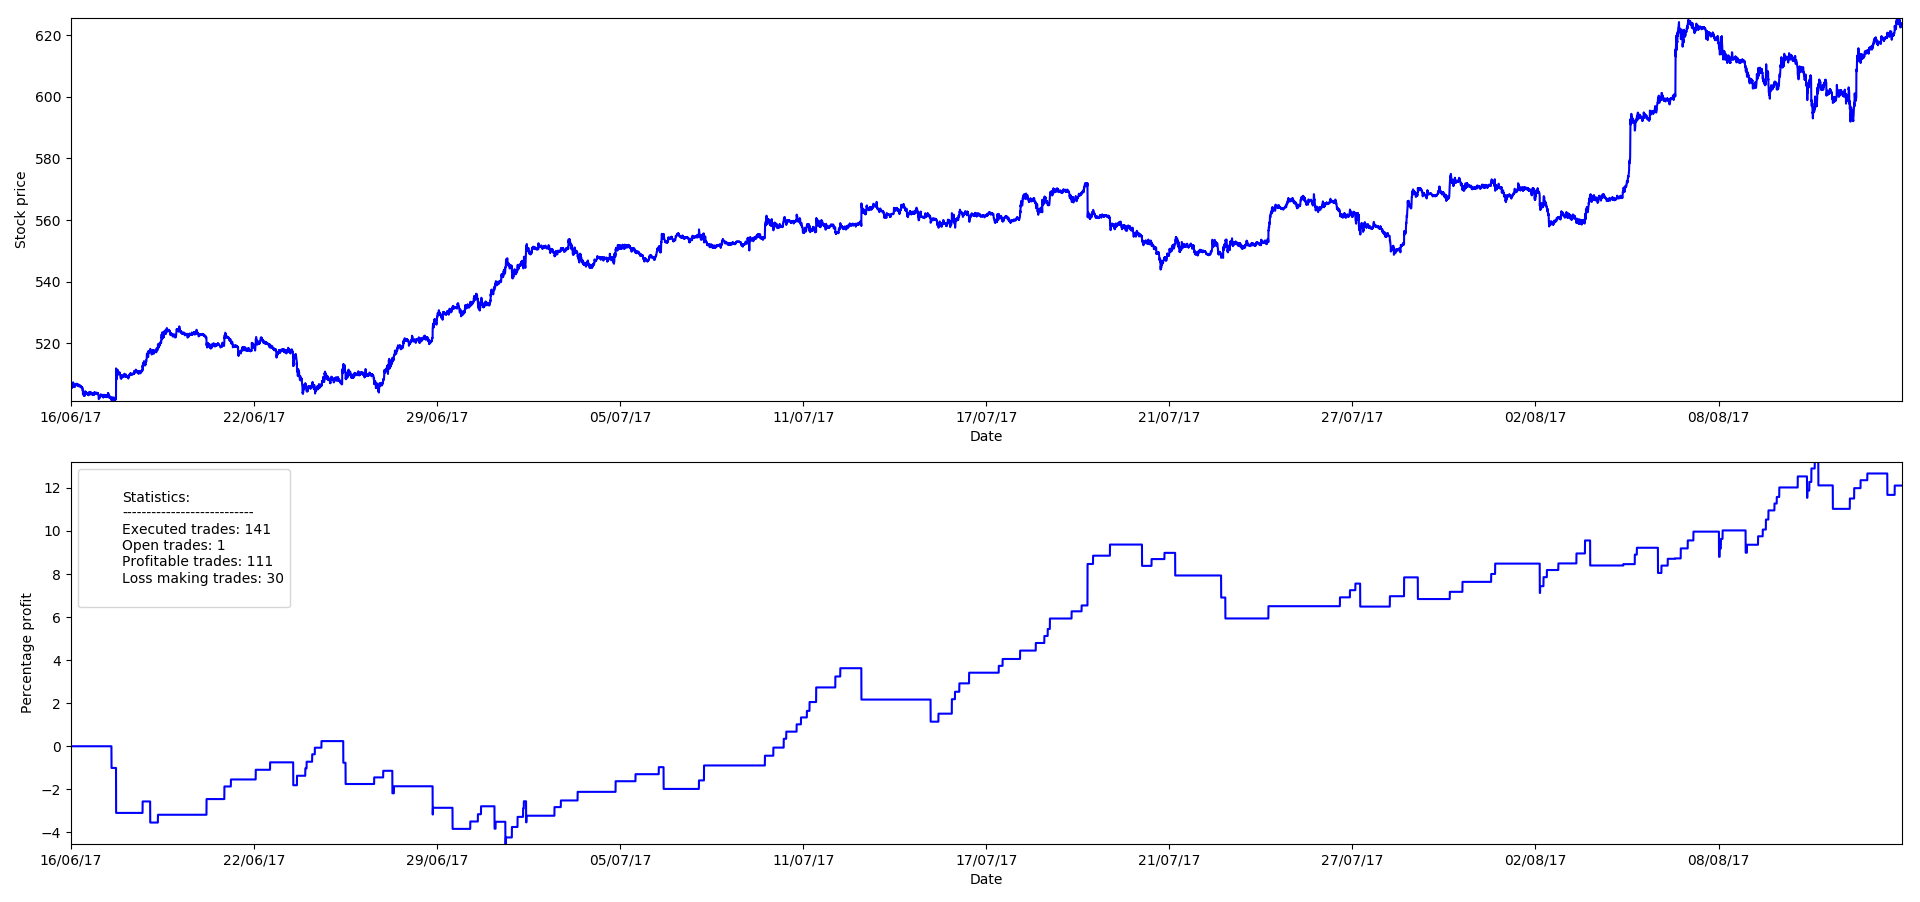 620
600
580
560
540
520
Stock price
16/06/17 22/06/17 29/06/17 05/07/17 11/07/17 17/07/17 21/07/17 27/07/17 02/08/17 08/08/17
Date
12
10
8
6
4
2
0
−2
−4
Percentage profit
Statistics:
----------------------------
Executed trades: 141
Open trades: 1
Profitable trades: 111
Loss making trades: 30
16/06/17 22/06/17 29/06/17 05/07/17 11/07/17 17/07/17 21/07/17 27/07/17 02/08/17 08/08/17
Date